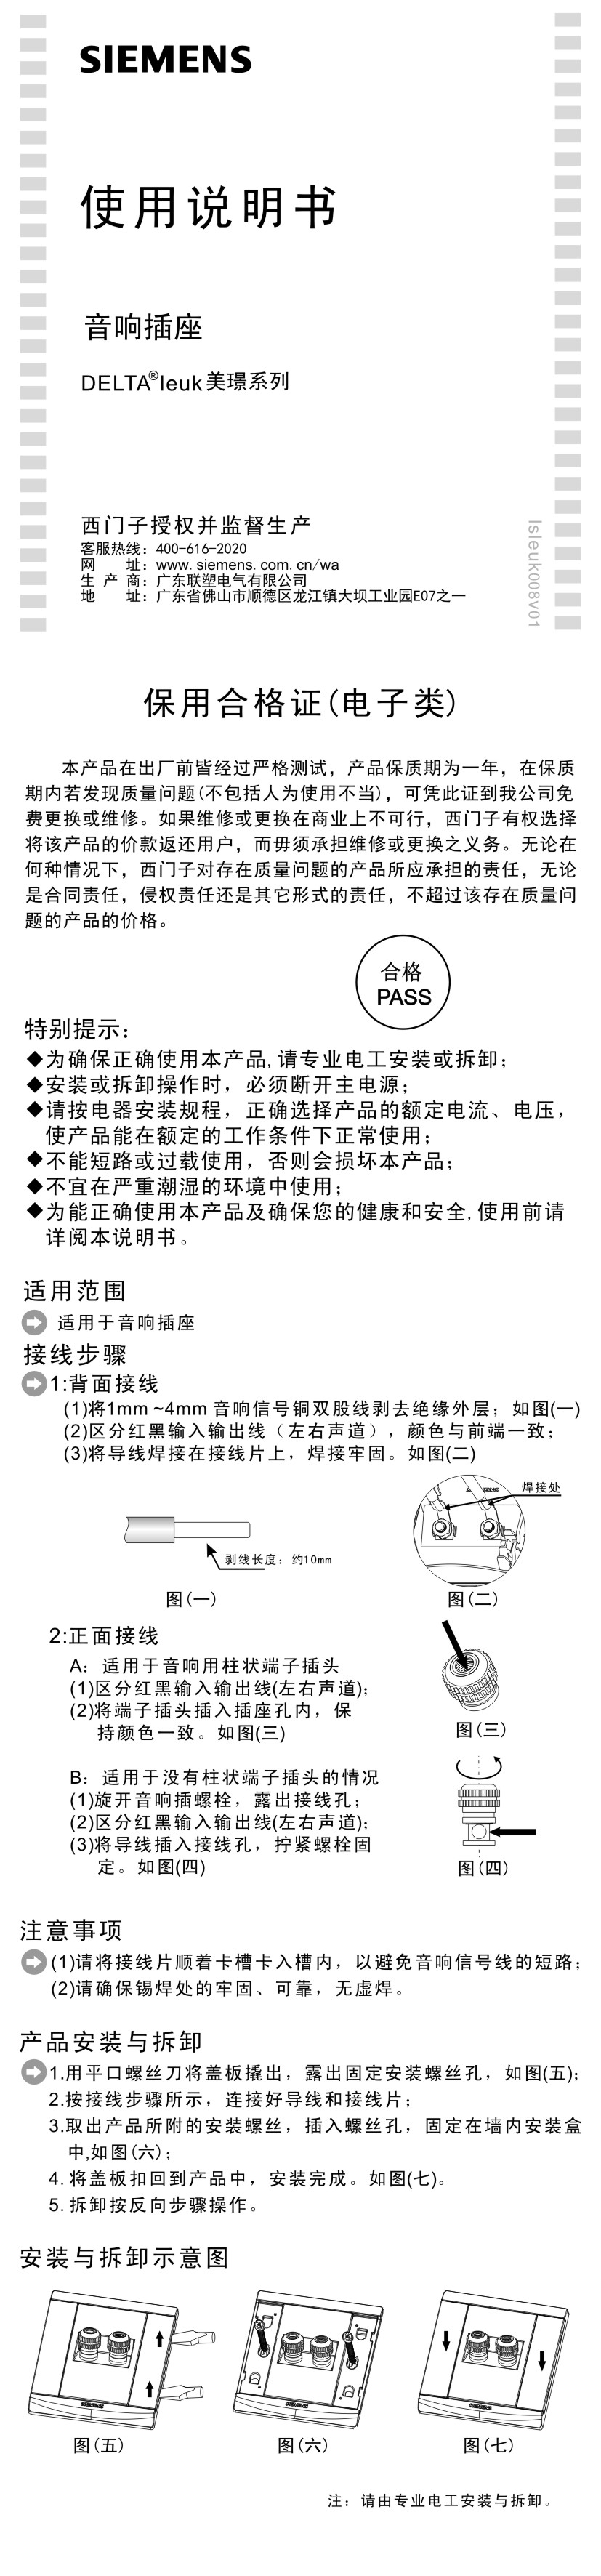 SIEMENS
使用说明书
音响插座
DELTA®leuk美璟系列
西门子授权并监督生产
客服热线：400-616-2020
网　　址：www.siemens.com.cn/wa
生 产 商：广东联塑电气有限公司
地　　址：广东省佛山市顺德区龙江镇大坝工业园E07之一
lsleuk008V01
保用合格证(电子类)
本产品在出厂前皆经过严格测试，产品保质期为一年，在保质
期内若发现质量问题(不包括人为使用不当)，可凭此证到我公司免
费更换或维修。如果维修或更换在商业上不可行，西门子有权选择
将该产品的价款返还用户，而毋须承担维修或更换之义务。无论在
何种情况下，西门子对存在质量问题的产品所应承担的责任，无论
是合同责任，侵权责任还是其它形式的责任，不超过该存在质量问
题的产品的价格。
合格
PASS
特别提示：
◆为确保正确使用本产品,请专业电工安装或拆卸；
◆安装或拆卸操作时，必须断开主电源；
◆请按电器安装规程，正确选择产品的额定电流、电压，
使产品能在额定的工作条件下正常使用；
◆不能短路或过载使用，否则会损坏本产品；
◆不宜在严重潮湿的环境中使用；
◆为能正确使用本产品及确保您的健康和安全,使用前请
详阅本说明书。
适用范围
适用于音响插座
接线步骤
1:背面接线
(1)将1mm ~4mm 音响信号铜双股线剥去绝缘外层；如图(一)
(2)区分红黑输入输出线（左右声道），颜色与前端一致；
(3)将导线焊接在接线片上，焊接牢固。如图(二)
焊接处
剥线长度：约10mm
图(一)
图(二)
2:正面接线
A：适用于音响用柱状端子插头
(1)区分红黑输入输出线(左右声道)；
(2)将端子插头插入插座孔内，保
持颜色一致。如图(三)
图(三)
B：适用于没有柱状端子插头的情况
(1)旋开音响插螺栓，露出接线孔；
(2)区分红黑输入输出线(左右声道)；
(3)将导线插入接线孔，拧紧螺栓固
定。如图(四)
图(四)
注意事项
(1)请将接线片顺着卡槽卡入槽内，以避免音响信号线的短路；
(2)请确保锡焊处的牢固、可靠，无虚焊。
产品安装与拆卸
1.用平口螺丝刀将盖板撬出，露出固定安装螺丝孔，如图(五)；
2.按接线步骤所示，连接好导线和接线片；
3.取出产品所附的安装螺丝，插入螺丝孔，固定在墙内安装盒
中,如图(六)；
4.将盖板扣回到产品中，安装完成。如图(七)。
5.拆卸按反向步骤操作。
安装与拆卸示意图
SIEMENS
SIEMENS
SIEMENS
图(五)
图(六)
图(七)
注：请由专业电工安装与拆卸。